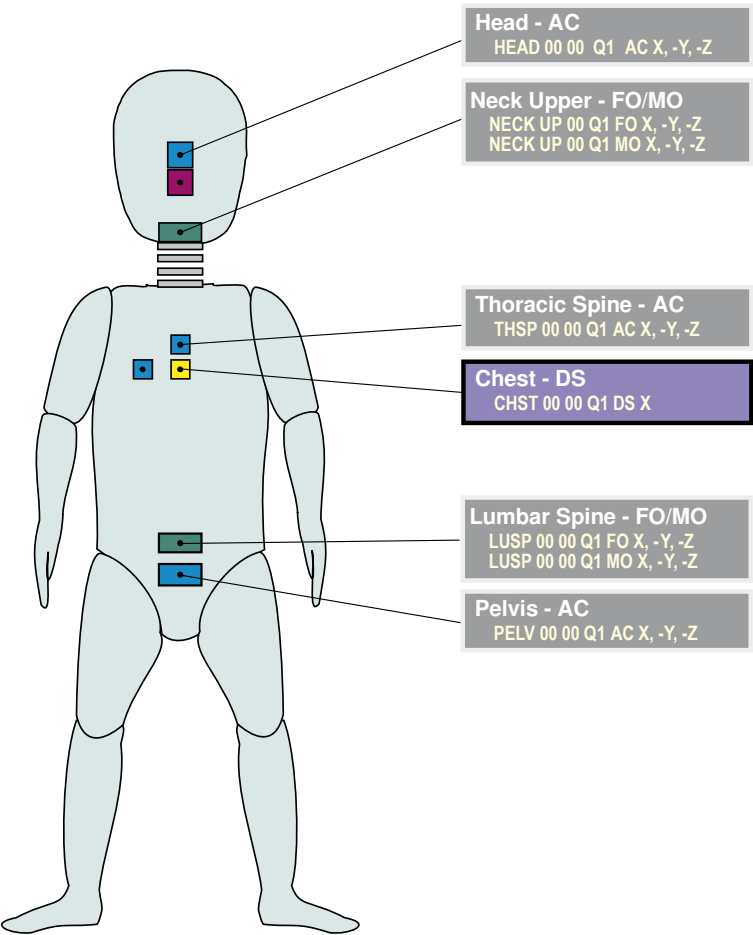 Head - AC
HEAD 00 00 Q1 AC X, -Y, -Z
Neck Upper - FO/MO
NECK UP 00 Q1 FO X, -Y, -Z
NECK UP 00 Q1 MO X, -Y, -Z
Thoracic Spine - AC
THSP 00 00 Q1 AC X, -Y, -Z
Chest - DS
CHST 00 00 Q1 DS X
Lumbar Spine - FO/MO
LUSP 00 00 Q1 FO X, -Y, -Z
LUSP 00 00 Q1 MO X, -Y, -Z
Pelvis - AC
PELV 00 00 Q1 AC X, -Y, -Z